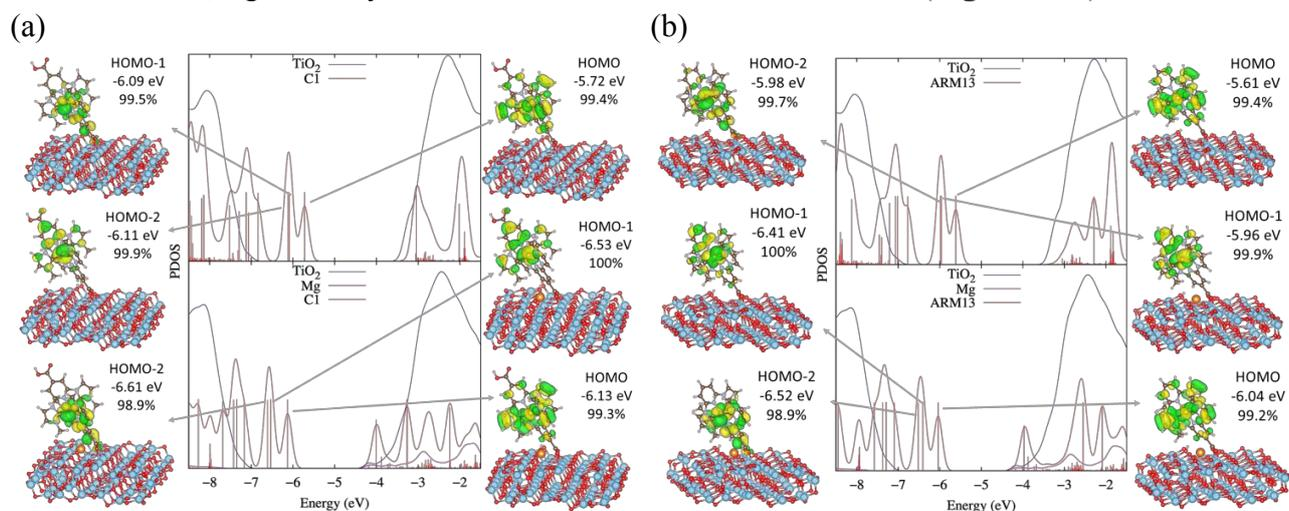 (a)
HOMO-1
-6.09 eV
99.5%
HOMO-2
-6.11 eV
99.9%
HOMO-2
-6.61 eV
98.9%
PDOS
TiO2
C1
TiO2
Mg
C1
−8 −7 −6 −5 −4 −3 −2
Energy (eV)
HOMO
-5.72 eV
99.4%
HOMO-1
-6.53 eV
100%
HOMO
-6.13 eV
99.3%
(b)
HOMO-2
-5.98 eV
99.7%
HOMO-1
-6.41 eV
100%
HOMO-2
-6.52 eV
98.9%
PDOS
TiO2
ARM13
TiO2
Mg
ARM13
−8 −7 −6 −5 −4 −3 −2
Energy (eV)
HOMO
-5.61 eV
99.4%
HOMO-1
-5.96 eV
99.9%
HOMO
-6.04 eV
99.2%